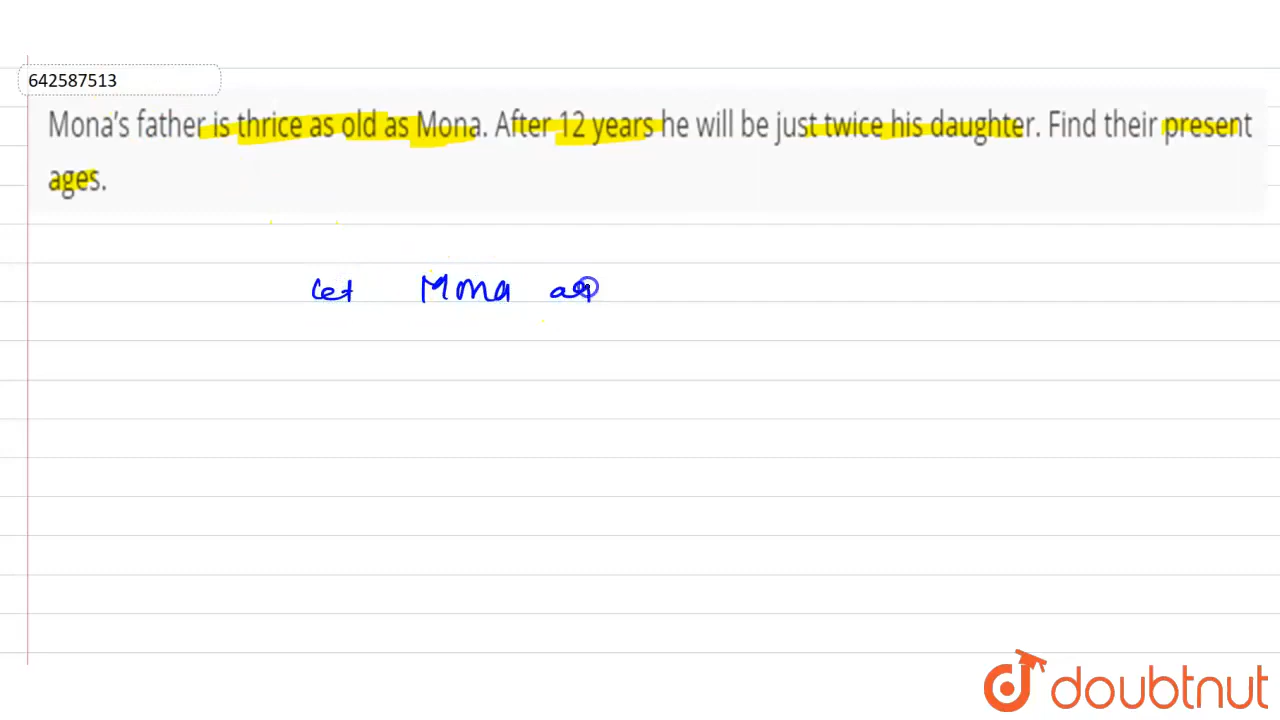 642587513
Mona's father is thrice as old as Mona. After 12 years he will be just twice his daughter. Find their present
ages.
Let Mona
doubtnut